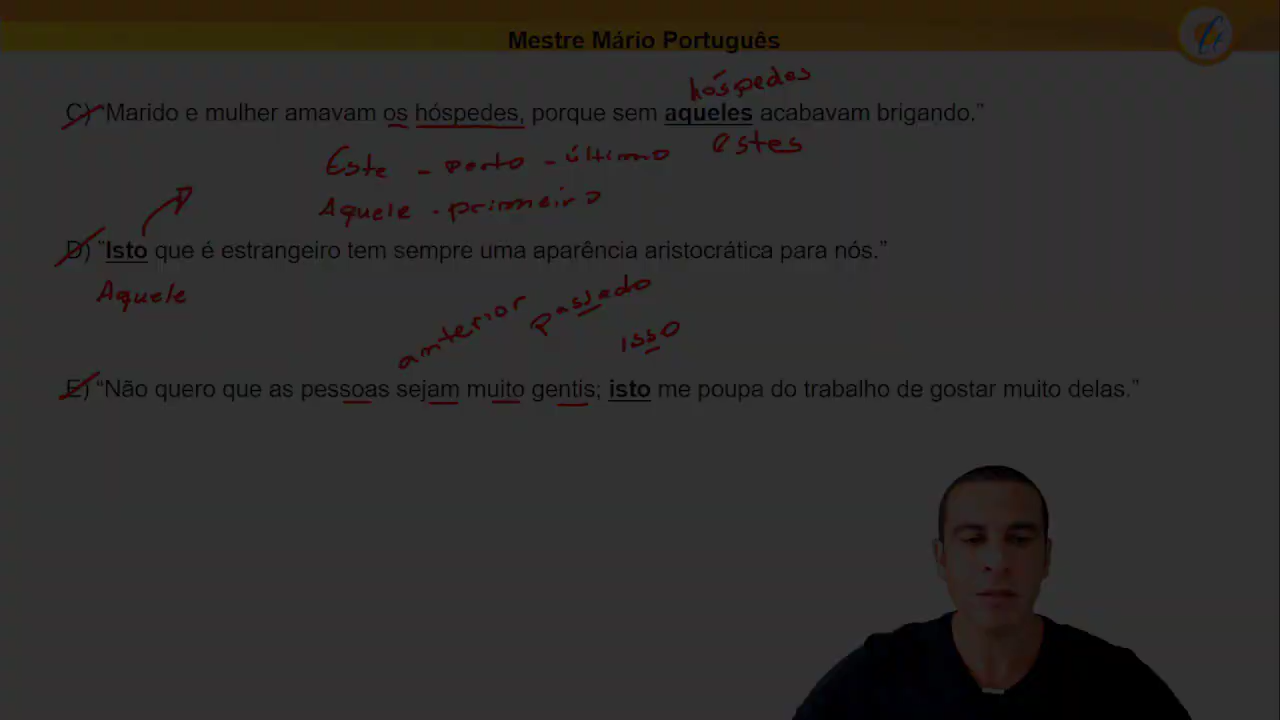 Mestre Mário Português
hóspedes
C) “Marido e mulher amavam os hóspedes, porque sem aqueles acabavam brigando.”
estes
Este - perto - último
Aquele - primeiro
D) ”Isto que é estrangeiro tem sempre uma aparência aristocrática para nós.”
Aquele
anterior passado
isso
E) “Não quero que as pessoas sejam muito gentis; isto me poupa do trabalho de gostar muito delas.”